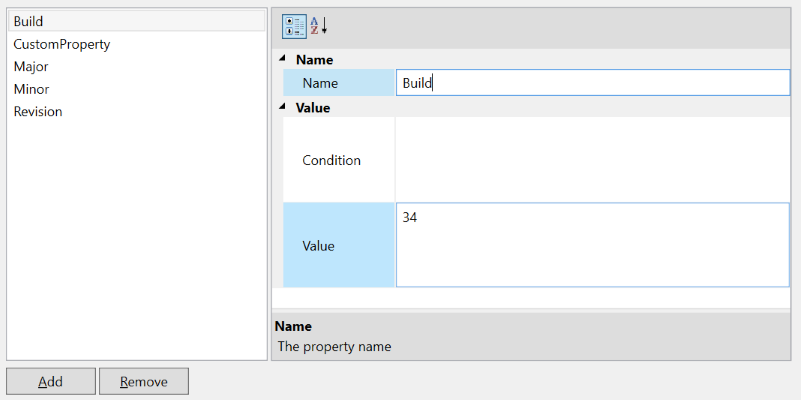 Build
CustomProperty
Major
Minor
Revision
Add
Remove
A
Z
Name
Name
Build
Value
Condition
Value
34
Name
The property name